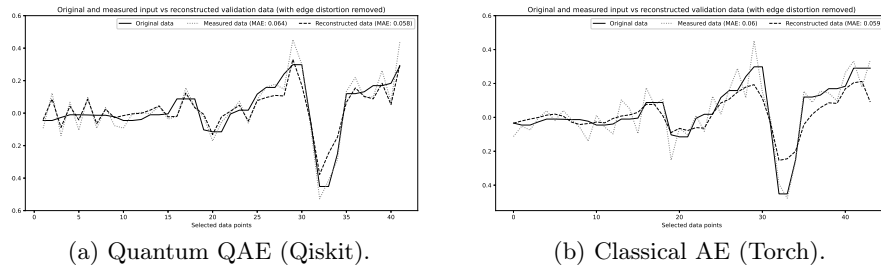 Original and measured input vs reconstructed validation data (with edge distortion removed)
Original data
Measured data (MAE: 0.064)
Reconstructed data (MAE: 0.058)
0.6
0.4
0.2
0.0
0.2
0.4
0.6
0
5
10
15
20
25
30
35
40
Selected data points
(a) Quantum QAE (Qiskit).
Original and measured input vs reconstructed validation data (with edge distortion removed)
Original data
Measured data (MAE: 0.06)
Reconstructed data (MAE: 0.059
0.4
0.2
0.0
0.2
0.4
0
10
20
30
40
Selected data points
(b) Classical AE (Torch).